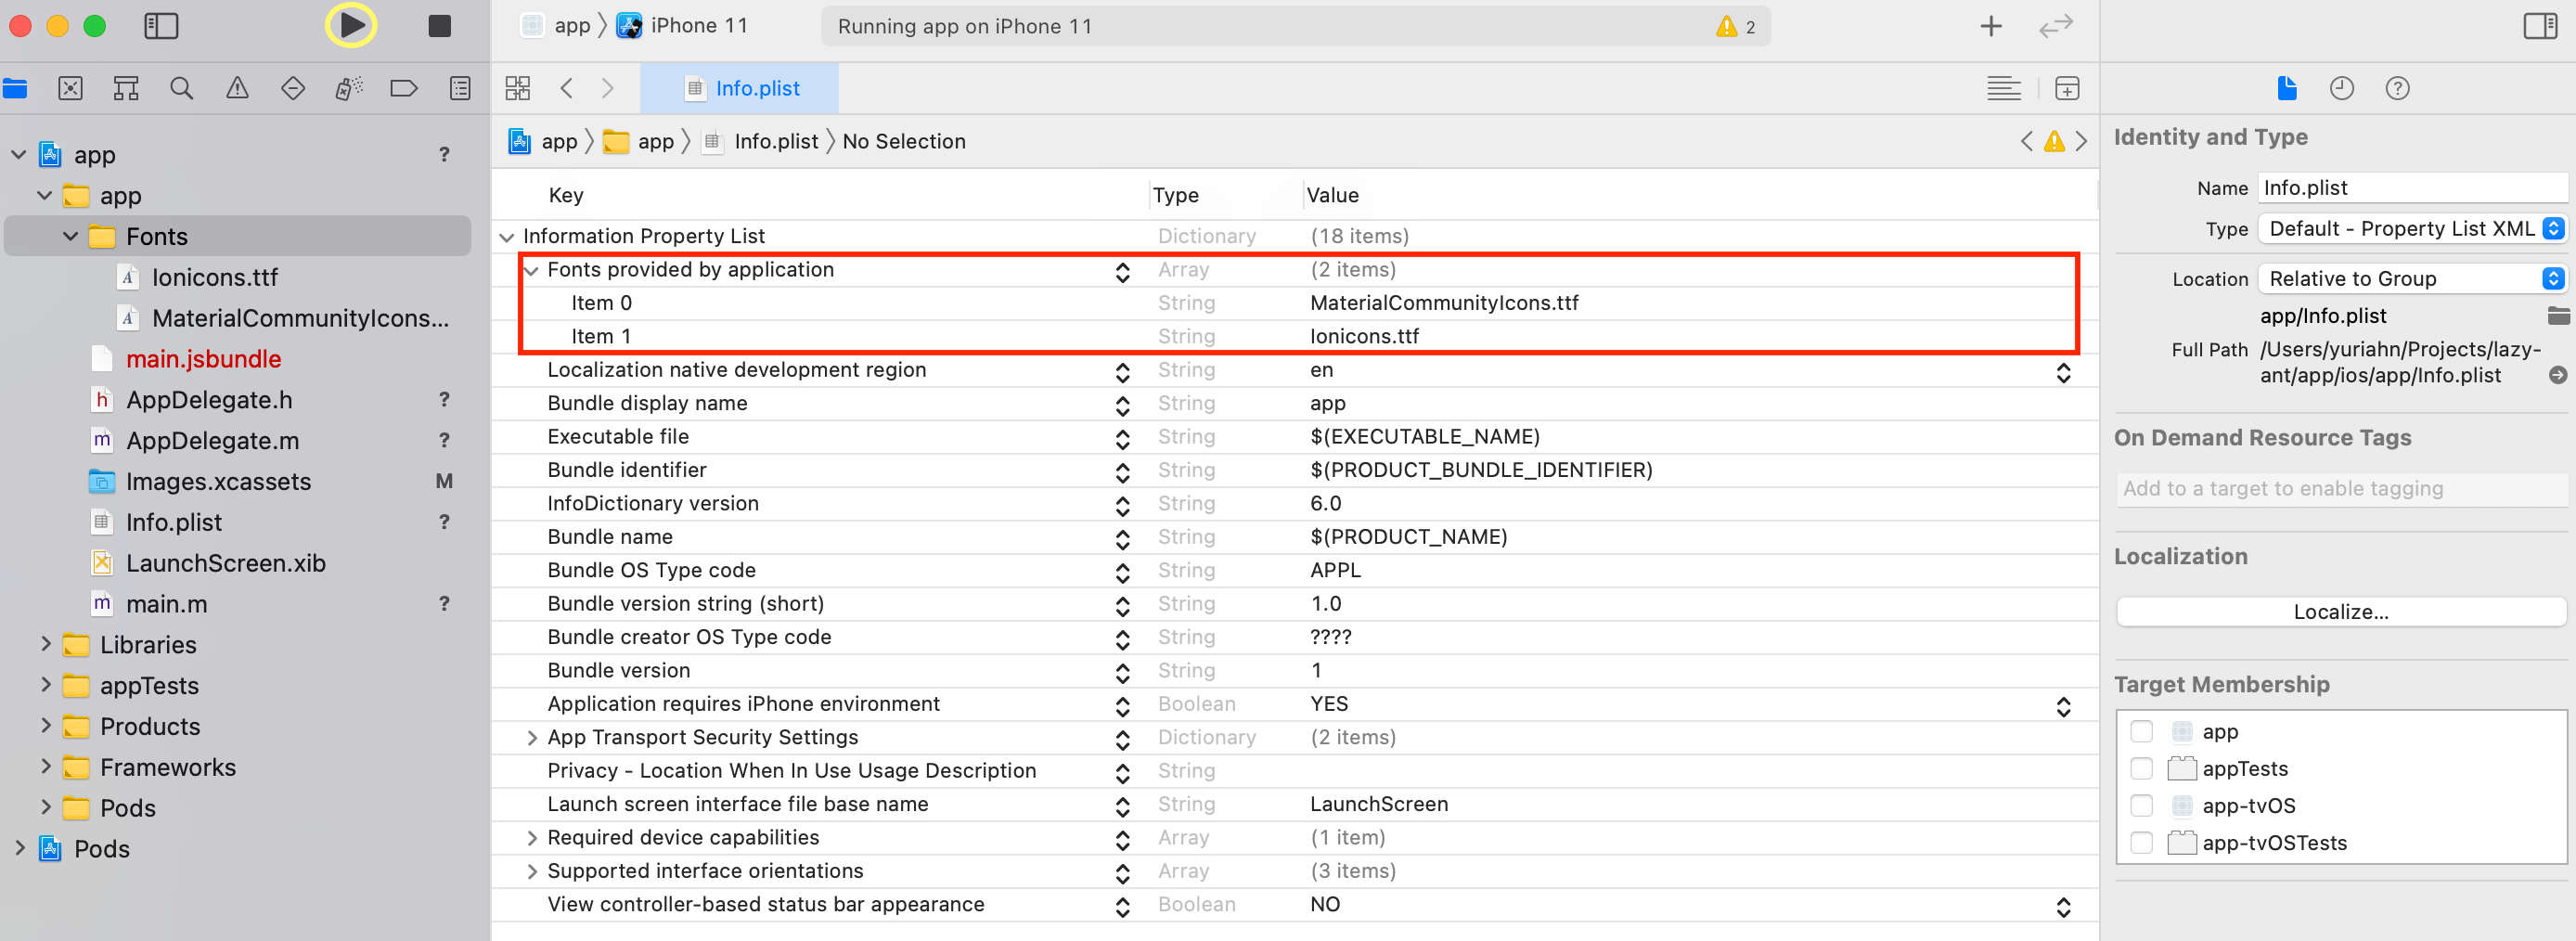 app 〉 iPhone 11
Running app on iPhone 11
2
Info.plist
app 〉 app 〉 Info.plist 〉 No Selection
app ?
app
Fonts
Ionicons.ttf
MaterialCommunityIcons...
main.jsbundle
AppDelegate.h ?
AppDelegate.m ?
Images.xcassets M
Info.plist ?
LaunchScreen.xib
main.m ?
Libraries
appTests
Products
Frameworks
Pods
Pods
Key Type Value
Information Property List Dictionary (18 items)
Fonts provided by application Array (2 items)
Item 0 String MaterialCommunityIcons.ttf
Item 1 String Ionicons.ttf
Localization native development region String en
Bundle display name String app
Executable file String $(EXECUTABLE_NAME)
Bundle identifier String $(PRODUCT_BUNDLE_IDENTIFIER)
InfoDictionary version String 6.0
Bundle name String $(PRODUCT_NAME)
Bundle OS Type code String APPL
Bundle version string (short) String 1.0
Bundle creator OS Type code String ????
Bundle version String 1
Application requires iPhone environment Boolean YES
App Transport Security Settings Dictionary (2 items)
Privacy - Location When In Use Usage Description String
Launch screen interface file base name String LaunchScreen
Required device capabilities Array (1 item)
Supported interface orientations Array (3 items)
View controller-based status bar appearance Boolean NO
Identity and Type
Name Info.plist
Type Default - Property List XML
Location Relative to Group
app/Info.plist
Full Path /Users/yuriahn/Projects/lazy-
ant/app/ios/app/Info.plist
On Demand Resource Tags
Add to a target to enable tagging
Localization
Localize...
Target Membership
app
appTests
app-tvOS
app-tvOSTests